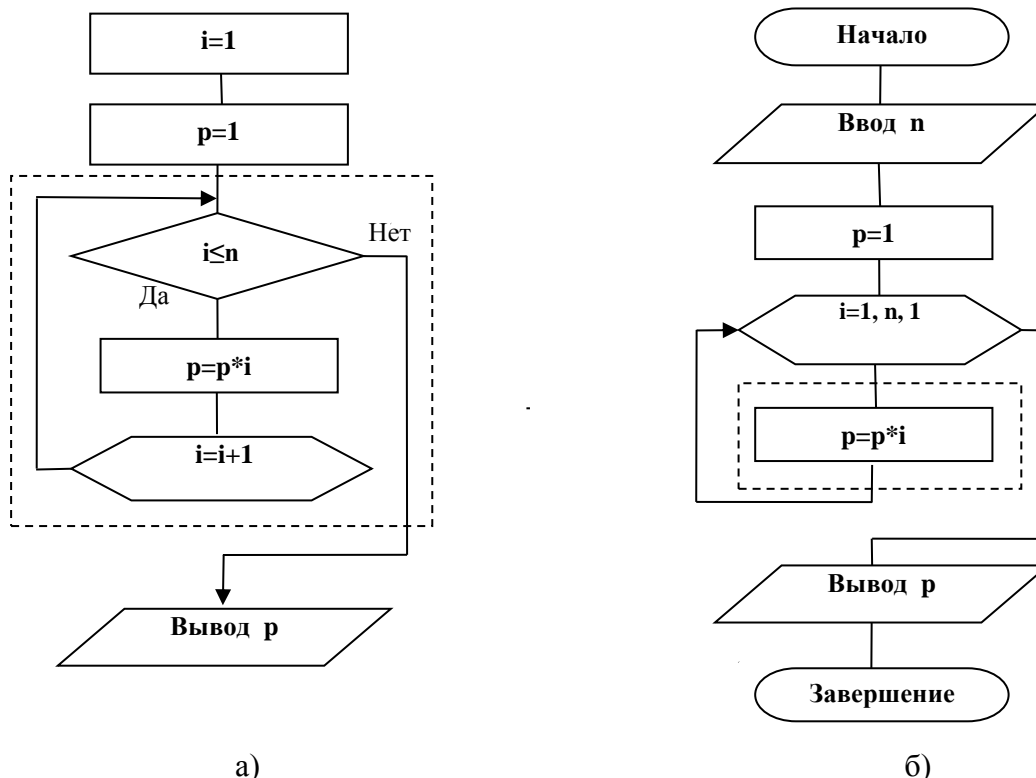 i=1
p=1
i≤n
Нет
Да
p=p*i
i=i+1
Вывод p
а)
Начало
Ввод n
p=1
i=1, n, 1
p=p*i
Вывод p
Завершение
б)